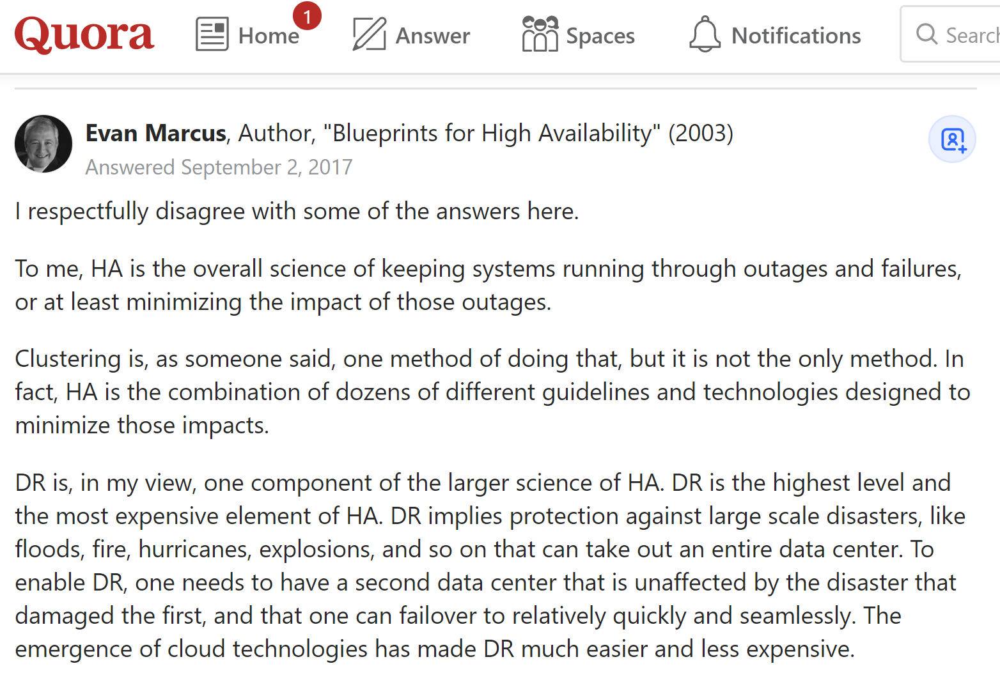 Quora Home 1 Answer Spaces Notifications Search
Evan Marcus, Author, "Blueprints for High Availability" (2003)
Answered September 2, 2017
I respectfully disagree with some of the answers here.
To me, HA is the overall science of keeping systems running through outages and failures,
or at least minimizing the impact of those outages.
Clustering is, as someone said, one method of doing that, but it is not the only method. In
fact, HA is the combination of dozens of different guidelines and technologies designed to
minimize those impacts.
DR is, in my view, one component of the larger science of HA. DR is the highest level and
the most expensive element of HA. DR implies protection against large scale disasters, like
floods, fire, hurricanes, explosions, and so on that can take out an entire data center. To
enable DR, one needs to have a second data center that is unaffected by the disaster that
damaged the first, and that one can failover to relatively quickly and seamlessly. The
emergence of cloud technologies has made DR much easier and less expensive.